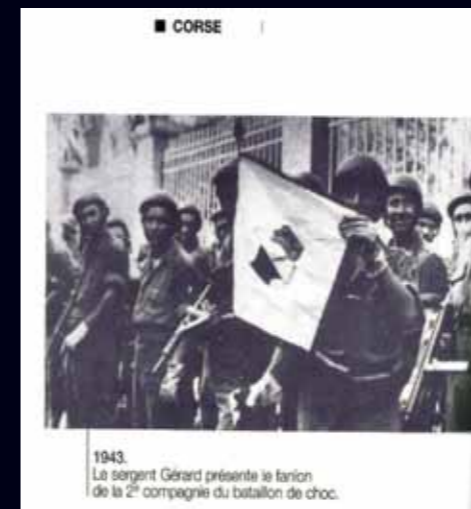 ■ CORSE
1943.
Le sergent Gérard présente le fanion
de la 2ᵉ compagnie du bataillon de choc.